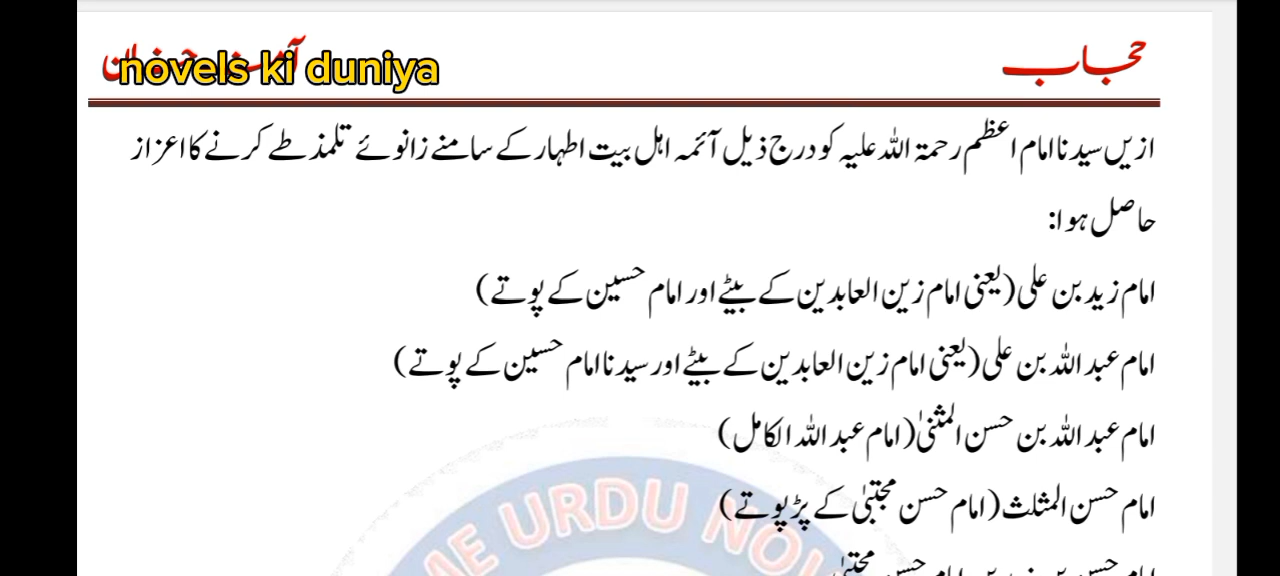 حجاب
novels ki duniya
ازیں سیدنا امام اعظم رحمۃ اللہ علیہ کو درج ذیل آئمہ اہل بیت اطہار کے سامنے زانوئے تلمذ طے کرنے کا اعزاز
حاصل ہوا:
امام زید بن علی (یعنی امام زین العابدین کے بیٹے اور امام حسین کے پوتے)
امام عبد اللہ بن علی (یعنی امام زین العابدین کے بیٹے اور سیدنا امام حسین کے پوتے)
امام عبد اللہ بن حسن المثنیٰ (امام عبد اللہ الکامل)
امام حسن المثلث (امام حسن مجتبیٰ کے پڑپوتے)
URDU